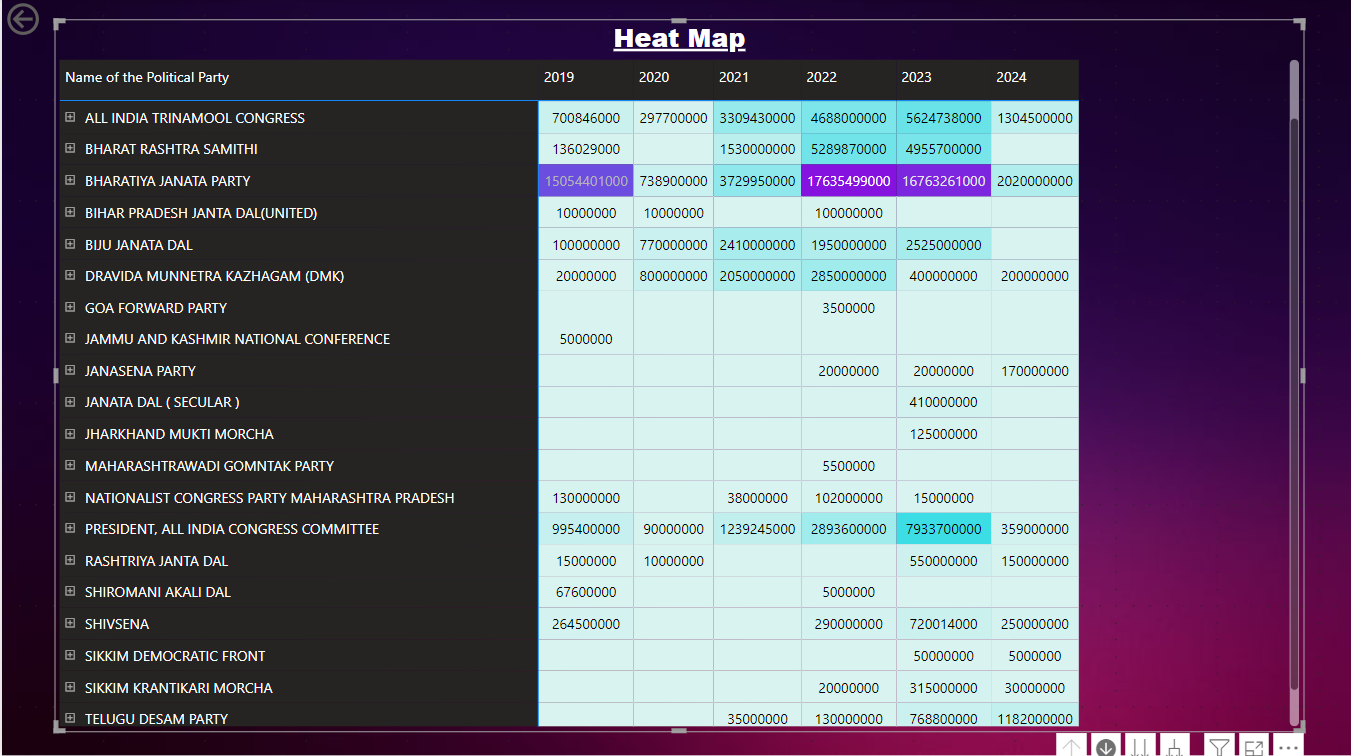 Heat Map
Name of the Political Party 2019 2020 2021 2022 2023 2024
ALL INDIA TRINAMOOL CONGRESS 700846000 297700000 3309430000 4688000000 5624738000 1304500000
BHARAT RASHTRA SAMITHI 136029000 1530000000 5289870000 4955700000
BHARATIYA JANATA PARTY 15054401000 738900000 3729950000 17635499000 16763261000 2020000000
BIHAR PRADESH JANTA DAL(UNITED) 10000000 10000000 100000000
BIJU JANATA DAL 100000000 770000000 2410000000 1950000000 2525000000
DRAVIDA MUNNETRA KAZHAGAM (DMK) 20000000 800000000 2050000000 2850000000 400000000 200000000
GOA FORWARD PARTY 3500000
JAMMU AND KASHMIR NATIONAL CONFERENCE 5000000
JANASENA PARTY 20000000 20000000 170000000
JANATA DAL ( SECULAR ) 410000000
JHARKHAND MUKTI MORCHA 125000000
MAHARASHTRAWADI GOMNTAK PARTY 5500000
NATIONALIST CONGRESS PARTY MAHARASHTRA PRADESH 130000000 38000000 102000000 15000000
PRESIDENT, ALL INDIA CONGRESS COMMITTEE 995400000 90000000 1239245000 2893600000 7933700000 359000000
RASHTRIYA JANTA DAL 15000000 10000000 550000000 150000000
SHIROMANI AKALI DAL 67600000 5000000
SHIVSENA 264500000 290000000 720014000 250000000
SIKKIM DEMOCRATIC FRONT 50000000 5000000
SIKKIM KRANTIKARI MORCHA 20000000 315000000 30000000
TELUGU DESAM PARTY 35000000 130000000 768800000 1182000000